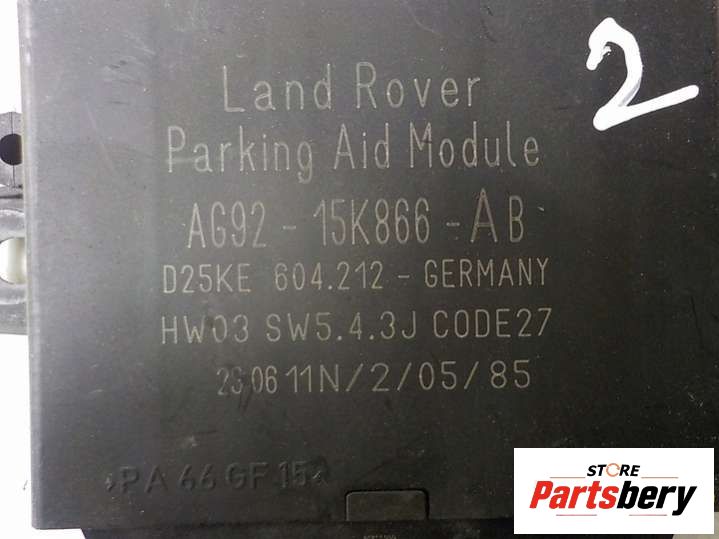 2
Land Rover
Parking Aid Module
AG92 - 15K866 - AB
D25KE 604.212 - GERMANY
HW03 SW5.4.3J CODE27
280611N/2/05/85
>PA 66 GF 15<
STORE
Partsbery